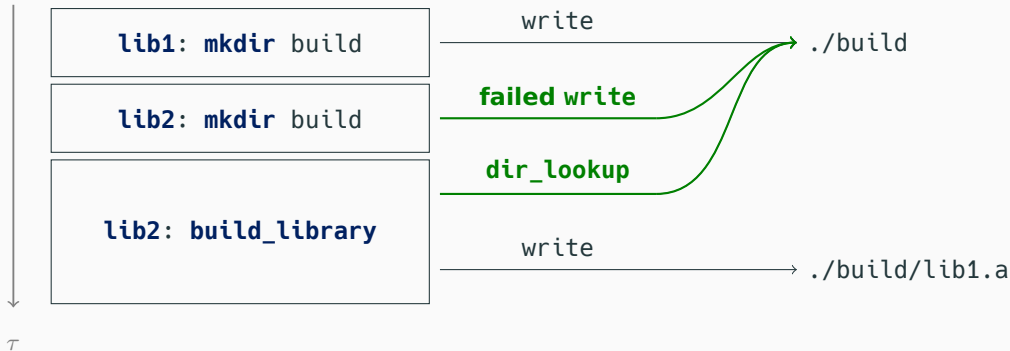 write
lib1: mkdir build
./build
failed write
lib2: mkdir build
dir_lookup
lib2: build_library
write
./build/lib1.a
τ